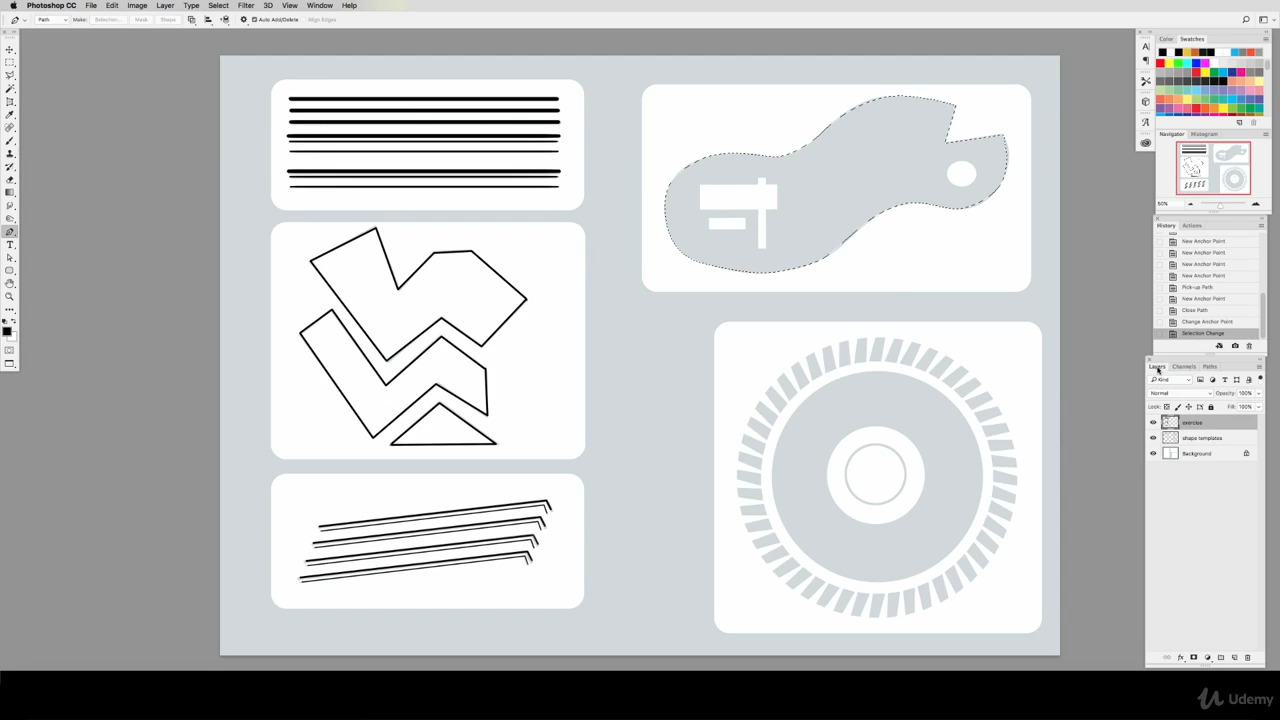 Photoshop CC File Edit Image Layer Type Select Filter 3D View Window Help
Path Make: Selection... Mask Shape Auto Add/Delete Align Edges
Color Swatches
Navigator Histogram
50%
History Actions
New Anchor Point
New Anchor Point
New Anchor Point
New Anchor Point
Pick-up Path
New Anchor Point
Close Path
Change Anchor Point
Selection Change
Layers Channels Paths
Kind
Normal Opacity: 100%
Lock: Fill: 100%
exercise
shape templates
Background
Udemy